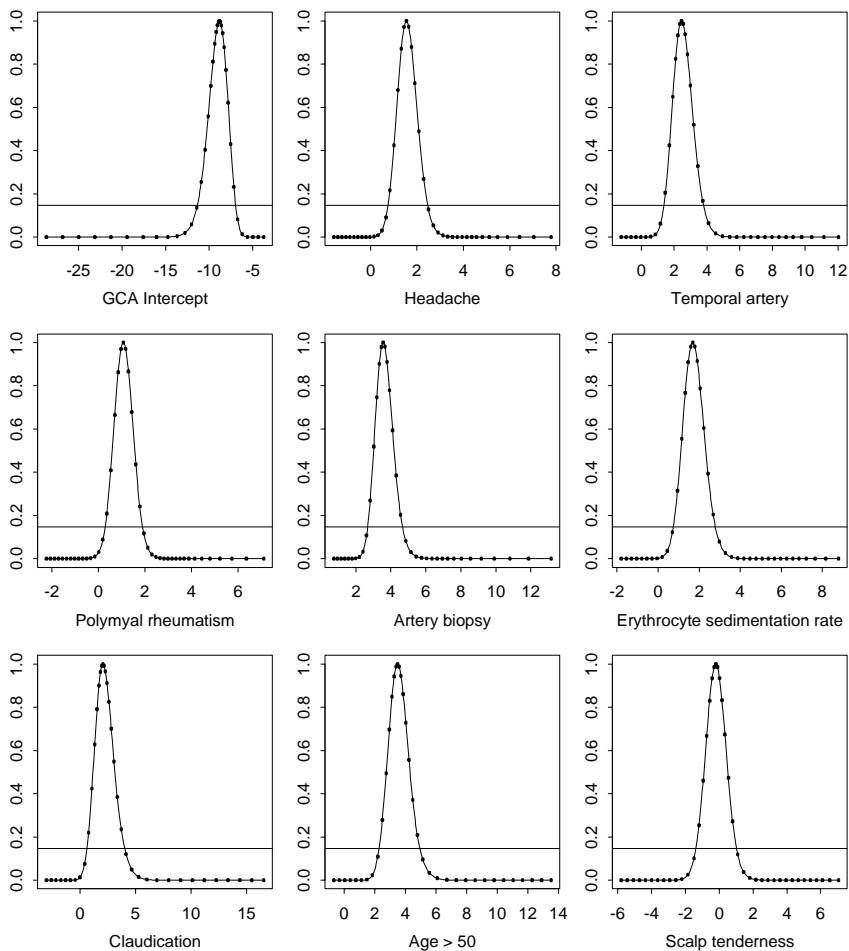 0.0 0.2 0.4 0.6 0.8 1.0
-25 -20 -15 -10 -5
GCA Intercept
0.0 0.2 0.4 0.6 0.8 1.0
0 2 4 6 8
Headache
0.0 0.2 0.4 0.6 0.8 1.0
0 2 4 6 8 10 12
Temporal artery
0.0 0.2 0.4 0.6 0.8 1.0
-2 0 2 4 6
Polymyal rheumatism
0.0 0.2 0.4 0.6 0.8 1.0
2 4 6 8 10 12
Artery biopsy
0.0 0.2 0.4 0.6 0.8 1.0
-2 0 2 4 6 8
Erythrocyte sedimentation rate
0.0 0.2 0.4 0.6 0.8 1.0
0 5 10 15
Claudication
0.0 0.2 0.4 0.6 0.8 1.0
0 2 4 6 8 10 12 14
Age > 50
0.0 0.2 0.4 0.6 0.8 1.0
-6 -4 -2 0 2 4 6
Scalp tenderness